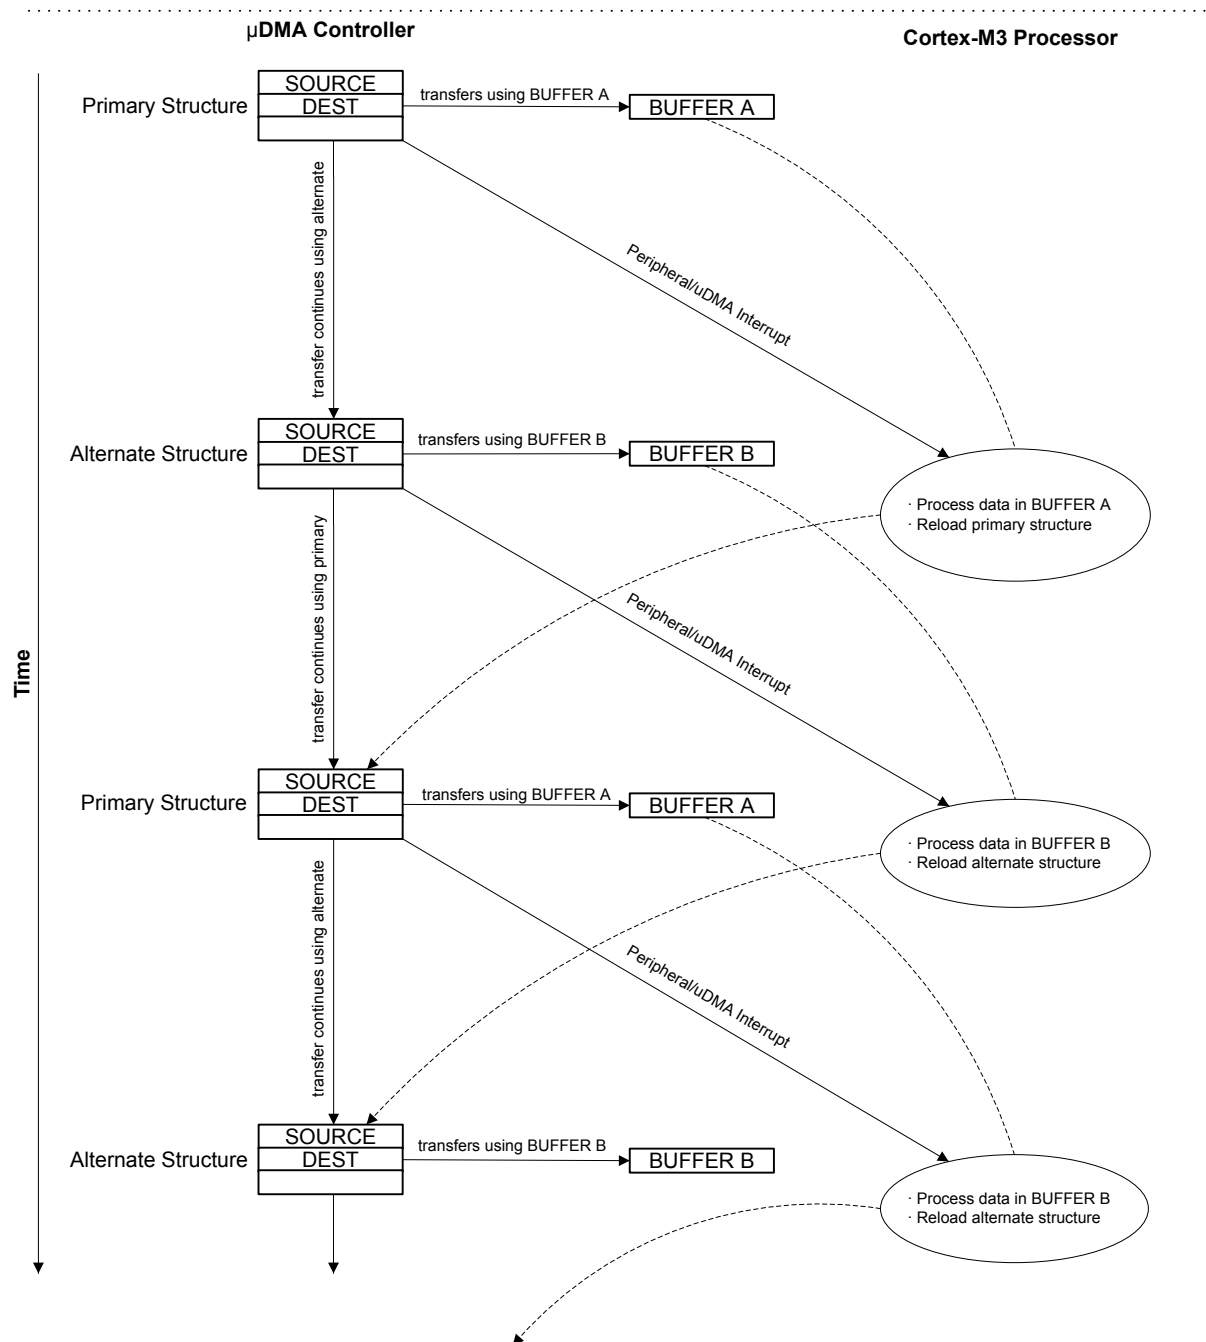 µDMA Controller
Cortex-M3 Processor
SOURCE
Primary Structure
DEST
transfers using BUFFER A
BUFFER A
transfer continues using alternate
Peripheral/uDMA Interrupt
SOURCE
Alternate Structure
DEST
transfers using BUFFER B
BUFFER B
· Process data in BUFFER A
· Reload primary structure
transfer continues using primary
Peripheral/uDMA Interrupt
Time
SOURCE
Primary Structure
DEST
transfers using BUFFER A
BUFFER A
· Process data in BUFFER B
· Reload alternate structure
transfer continues using alternate
Peripheral/uDMA Interrupt
SOURCE
Alternate Structure
DEST
transfers using BUFFER B
BUFFER B
· Process data in BUFFER B
· Reload alternate structure